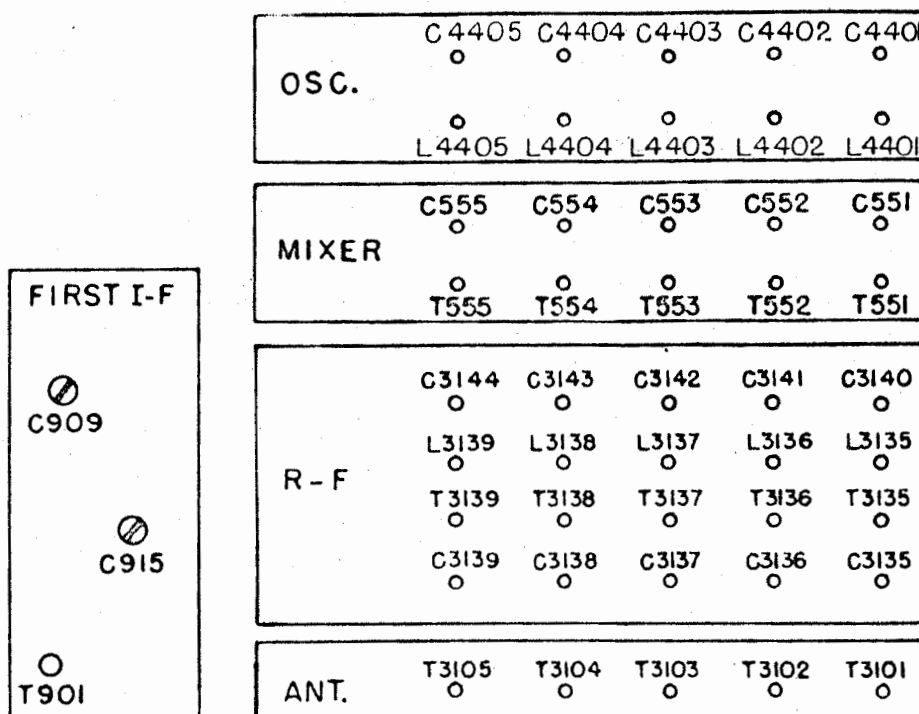 C4405 C4404 C4403 C4402 C4401
OSC.
L4405 L4404 L4403 L4402 L4401
C555 C554 C553 C552 C551
MIXER
T555 T554 T553 T552 T551
FIRST I-F
C909
C915
T901
C3144 C3143 C3142 C3141 C3140
L3139 L3138 L3137 L3136 L3135
R-F
T3139 T3138 T3137 T3136 T3135
C3139 C3138 C3137 C3136 C3135
T3105 T3104 T3103 T3102 T3101
ANT.